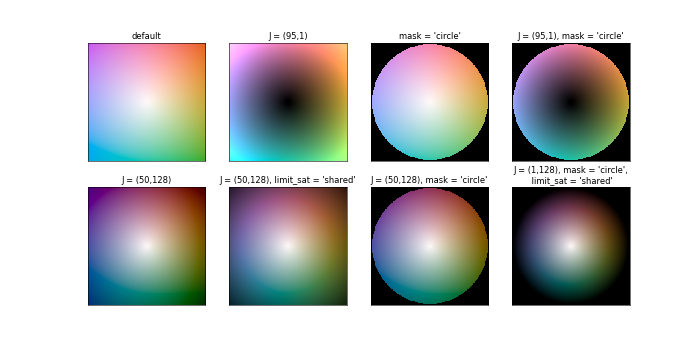 default
J = (95,1)
mask = 'circle'
J = (95,1), mask = 'circle'
J = (50,128)
J = (50,128), limit_sat = 'shared'
J = (50,128), mask = 'circle'
J = (1,128), mask = 'circle',
limit_sat = 'shared'